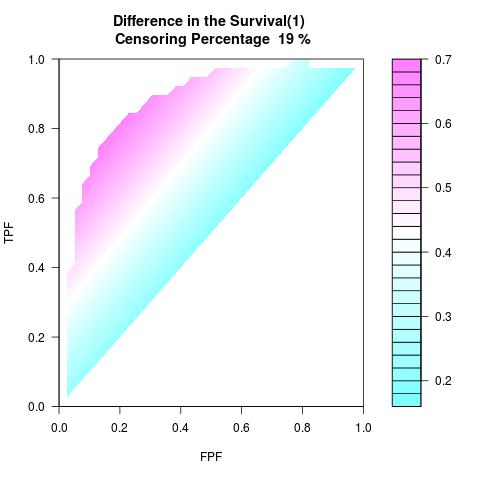 Difference in the Survival(1)
Censoring Percentage 19 %
TPF
1.0
0.8
0.6
0.4
0.2
0.0
0.0 0.2 0.4 0.6 0.8 1.0
FPF
0.7
0.6
0.5
0.4
0.3
0.2